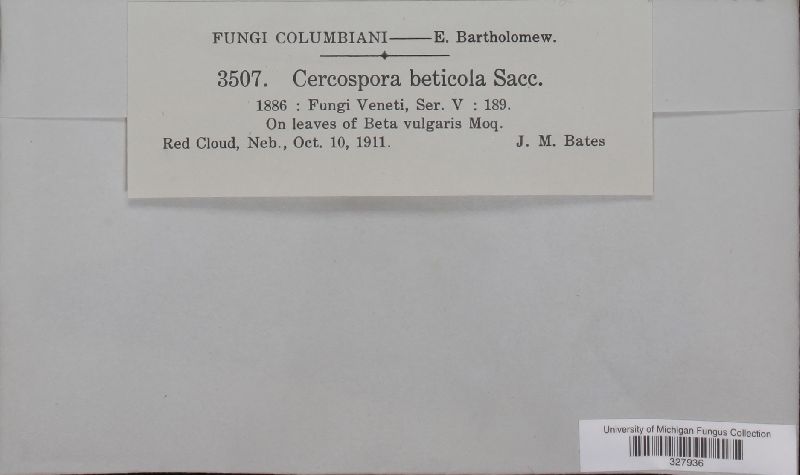 FUNGI COLUMBIANI——E. Bartholomew.
3507. Cercospora beticola Sacc.
1886 : Fungi Veneti, Ser. V : 189.
On leaves of Beta vulgaris Moq.
Red Cloud, Neb., Oct. 10, 1911. J. M. Bates
University of Michigan Fungus Collection
327936